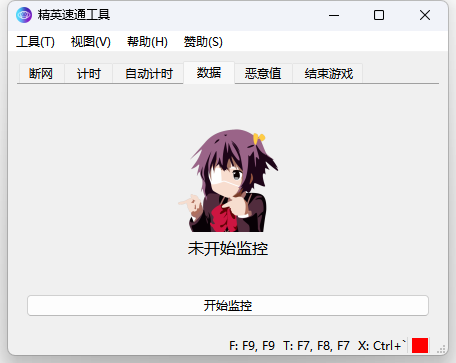 精英速通工具
工具(T) 视图(V) 帮助(H) 赞助(S)
断网 计时 自动计时 数据 恶意值 结束游戏
未开始监控
开始监控
F: F9, F9 T: F7, F8, F7 X: Ctrl+`